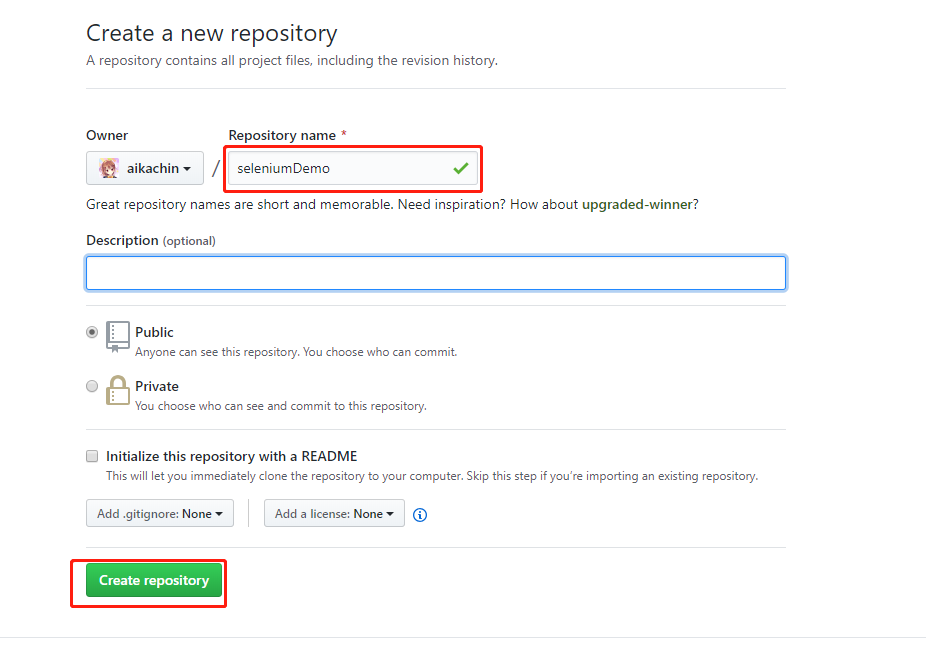 Create a new repository
A repository contains all project files, including the revision history.
Owner
Repository name *
aikachin
/
seleniumDemo
Great repository names are short and memorable. Need inspiration? How about upgraded-winner?
Description (optional)
Public
Anyone can see this repository. You choose who can commit.
Private
You choose who can see and commit to this repository.
Initialize this repository with a README
This will let you immediately clone the repository to your computer. Skip this step if you're importing an existing repository.
Add .gitignore: None
Add a license: None
Create repository